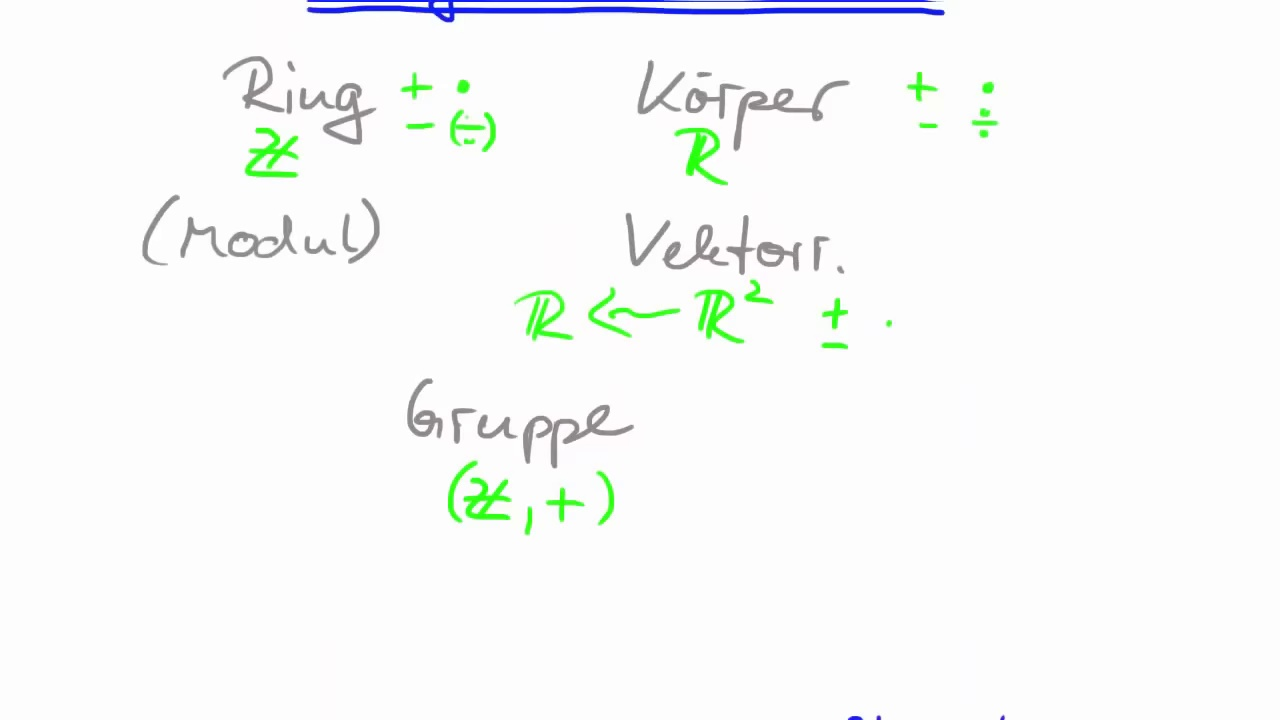 Ring + · Körper + ·
− (÷) − ÷
ℤ ℝ
(Modul) Vektorr.
ℝ ← ℝ² + − ·
Gruppe
(ℤ, +)